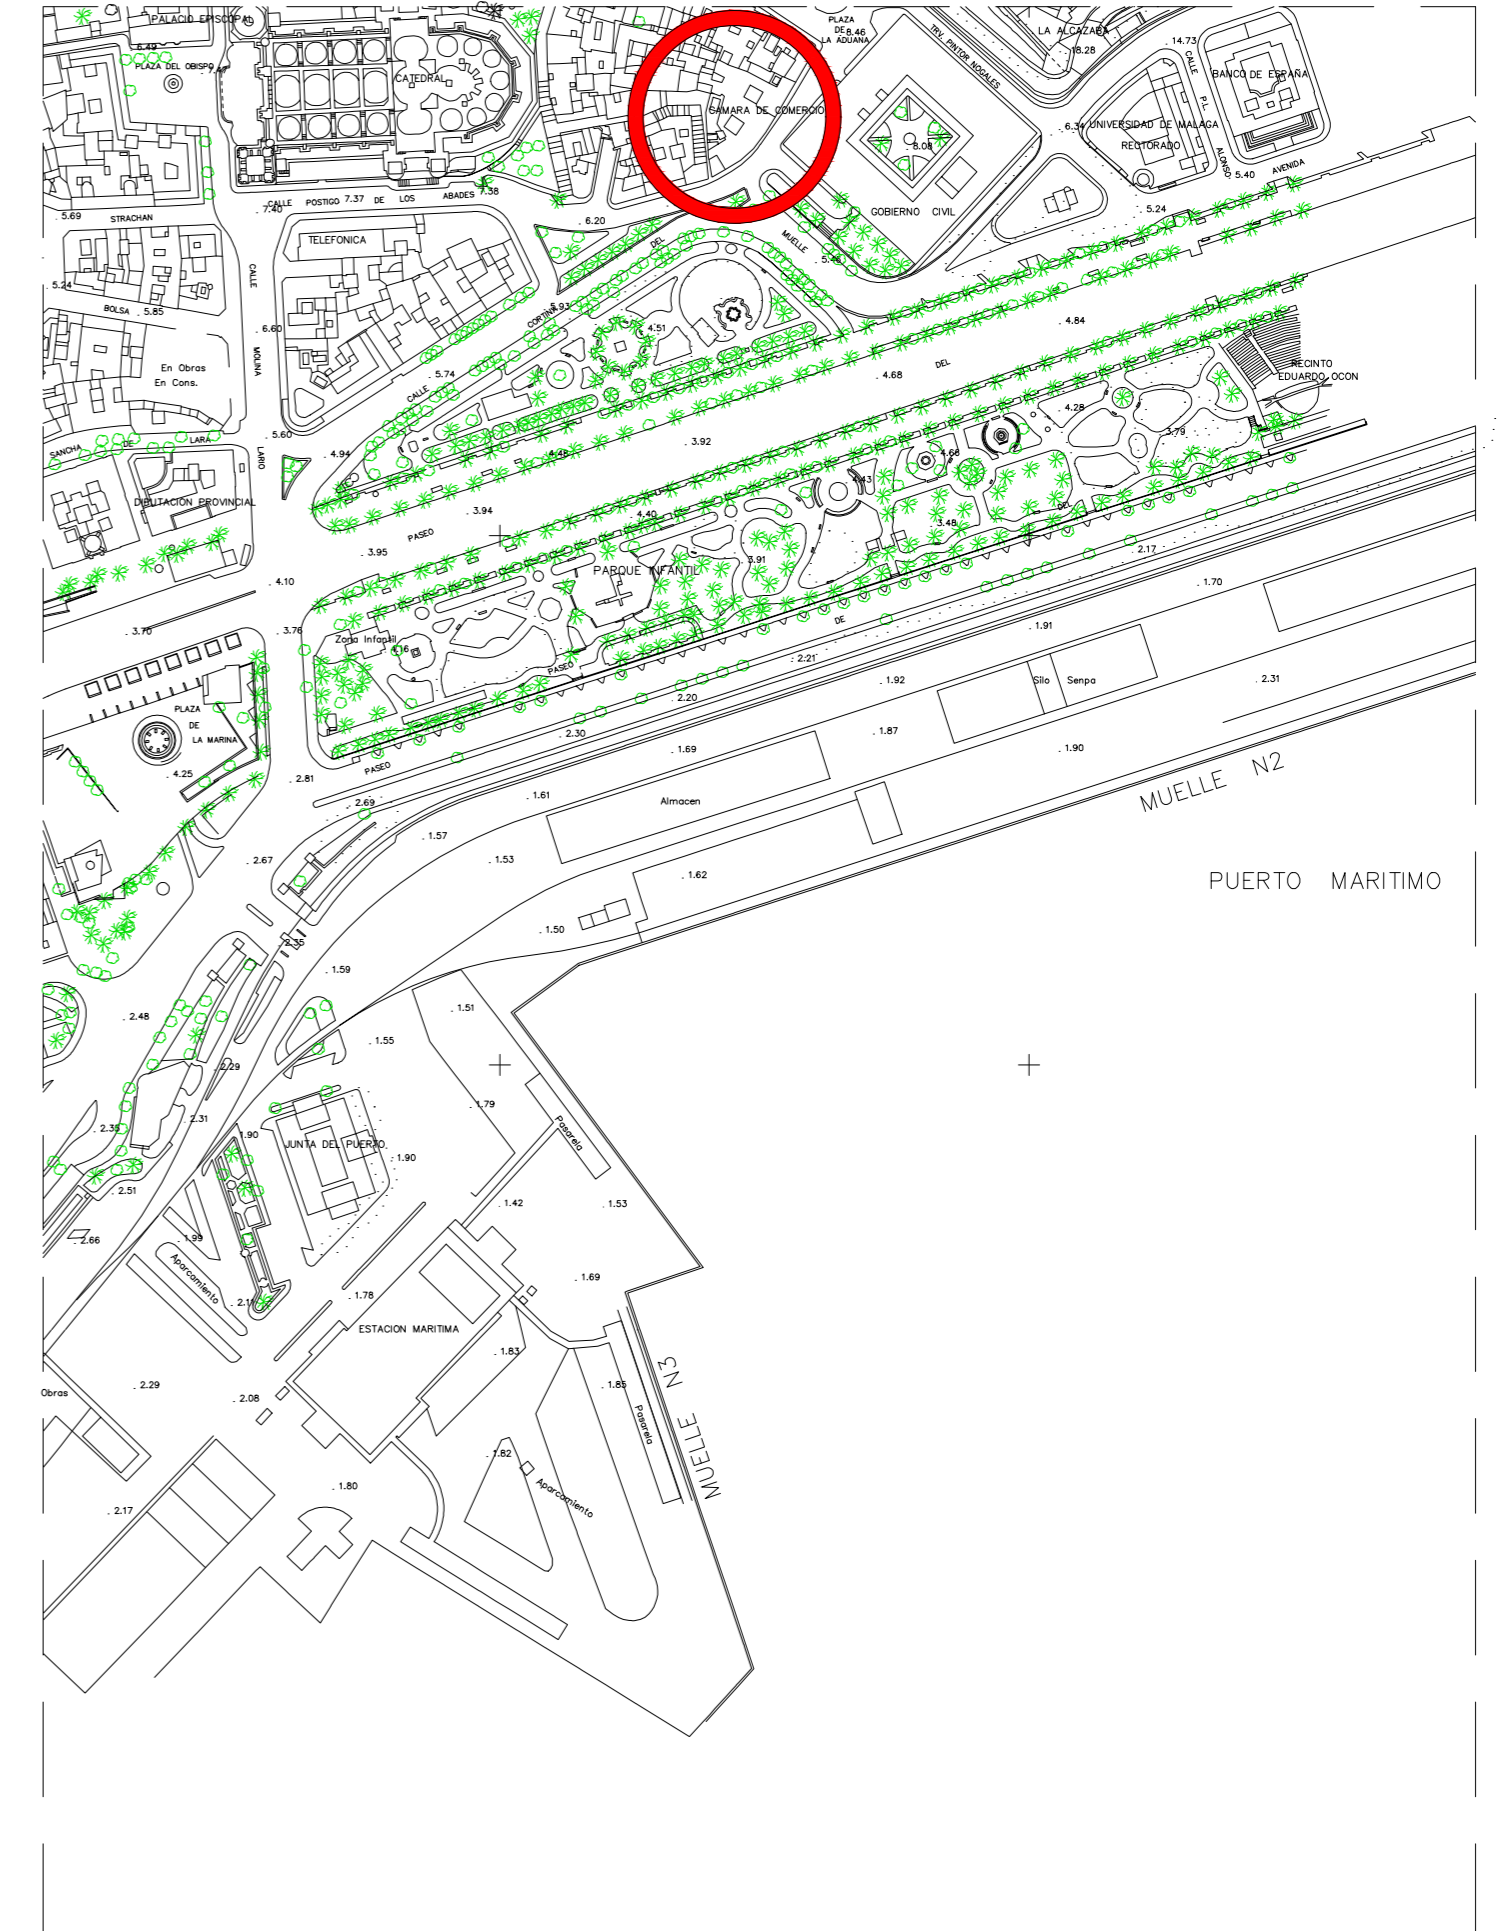 PALACIO EPISCOPAL
6.49
PLAZA DEL OBISPO
7.47
CATEDRAL
PLAZA
DE 8.46
LA ADUANA
TRV. PINTOR NOGALES
LA ALCAZABA
18.28
14.73
CALLE
P.L.
ALONSO
BANCO DE ESPAÑA
CAMARA DE COMERCIO
6.34
UNIVERSIDAD DE MALAGA
RECTORADO
8.08
5.40
AVENIDA
5.24
GOBIERNO CIVIL
CALLE POSTIGO 7.37 DE LOS ABADES 7.38
7.40
5.69
STRACHAN
6.20
TELEFONICA
DEL
MUELLE
5.48
5.24
BOLSA
5.85
CALLE
6.60
MOLINA
LARIO
5.93
CORTINA
4.51
4.84
En Obras
En Cons.
5.74
CALLE
4.68
DEL
RECINTO
EDUARDO OCON
4.28
3.79
5.60
SANCHA
DE
LARA
4.94
3.92
4.48
4.68
4.43
DIPUTACION PROVINCIAL
3.94
4.40
3.48
DEL
PASEO
3.95
2.17
3.91
PARQUE INFANTIL
4.10
1.70
3.70
3.76
Zona Infantil
4.16
DE
1.91
PASEO
2.21
2.20
1.92
Silo Senpa
2.31
PLAZA
DE
LA MARINA
2.30
1.69
1.87
1.90
4.25
2.81
PASEO
MUELLE N2
2.69
1.61
Almacen
1.57
2.67
1.53
1.62
PUERTO MARITIMO
1.50
2.35
1.59
1.51
2.48
1.55
2.29
1.79
2.35
2.31
1.90
Pasarela
JUNTA DEL PUERTO
1.90
2.51
1.42
1.53
2.66
1.99
Aparcamiento
1.69
2.11
1.78
ESTACION MARITIMA
1.83
MUELLE N3
Obras
2.29
2.08
1.85
Pasarela
1.82
Aparcamiento
1.80
2.17